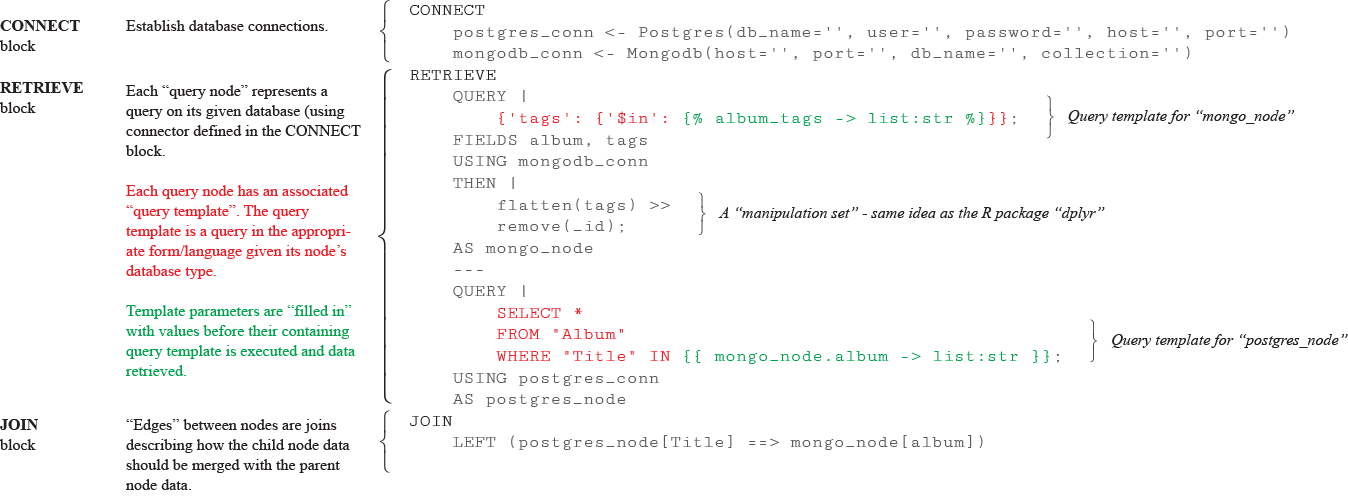 CONNECT
block
Establish database connections.
CONNECT
postgres_conn <- Postgres(db_name='', user='', password='', host='', port='')
mongodb_conn <- Mongodb(host='', port='', db_name='', collection='')
RETRIEVE
block
Each “query node” represents a
query on its given database (using
connector defined in the CONNECT
block.
Each query node has an associated
“query template”. The query
template is a query in the appropri-
ate form/language given its node’s
database type.
Template parameters are “filled in”
with values before their containing
query template is executed and data
retrieved.
RETRIEVE
QUERY |
{'tags': {'$in': {% album_tags -> list:str %}}};
Query template for “mongo_node”
FIELDS album, tags
USING mongodb_conn
THEN |
flatten(tags) >>
remove(_id);
A “manipulation set” - same idea as the R package “dplyr”
AS mongo_node
---
QUERY |
SELECT *
FROM "Album"
WHERE "Title" IN {{ mongo_node.album -> list:str }};
Query template for “postgres_node”
USING postgres_conn
AS postgres_node
JOIN
block
“Edges” between nodes are joins
describing how the child node data
should be merged with the parent
node data.
JOIN
LEFT (postgres_node[Title] ==> mongo_node[album])